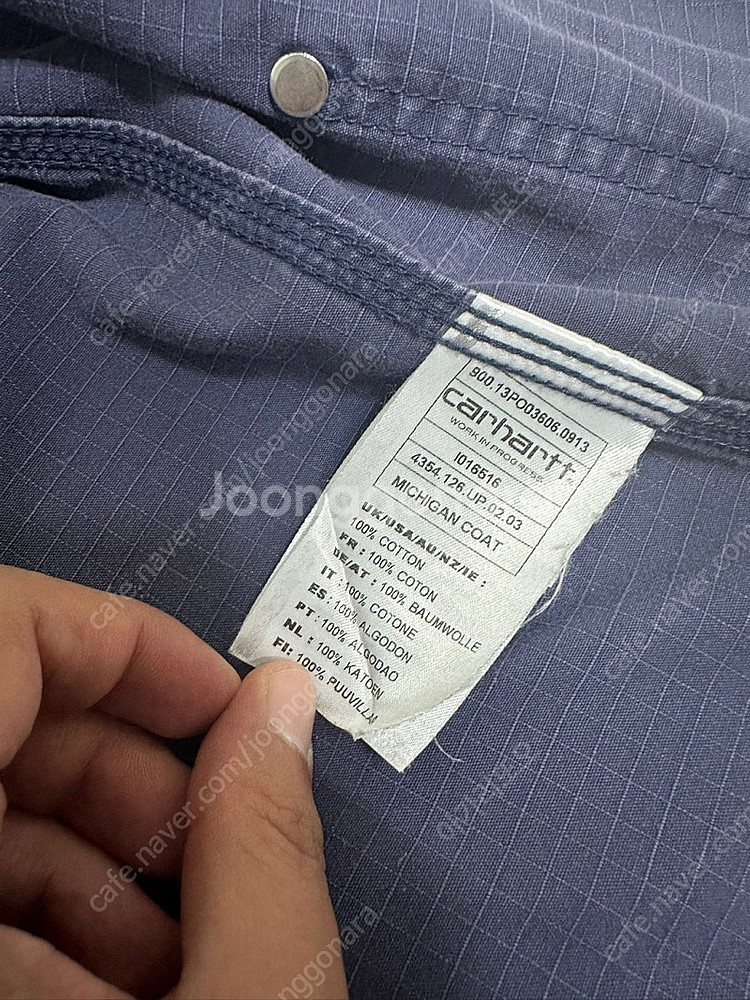 900.13PO03606.0913
carhartt
WORK IN PROGRESS
I016516
4354.126.UP.02.03
MICHIGAN COAT
UK/USA/AU/NZ/IE :
100% COTTON
FR : 100% COTON
DE/AT : 100% BAUMWOLLE
IT : 100% COTONE
ES : 100% ALGODON
PT : 100% ALGODAO
NL : 100% KATOEN
FI : 100% PUUVILLA
Joong
cafe.naver.com/joonggonara